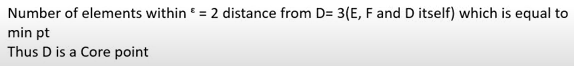 Number of elements within ε = 2 distance from D= 3(E, F and D itself) which is equal to
min pt
Thus D is a Core point